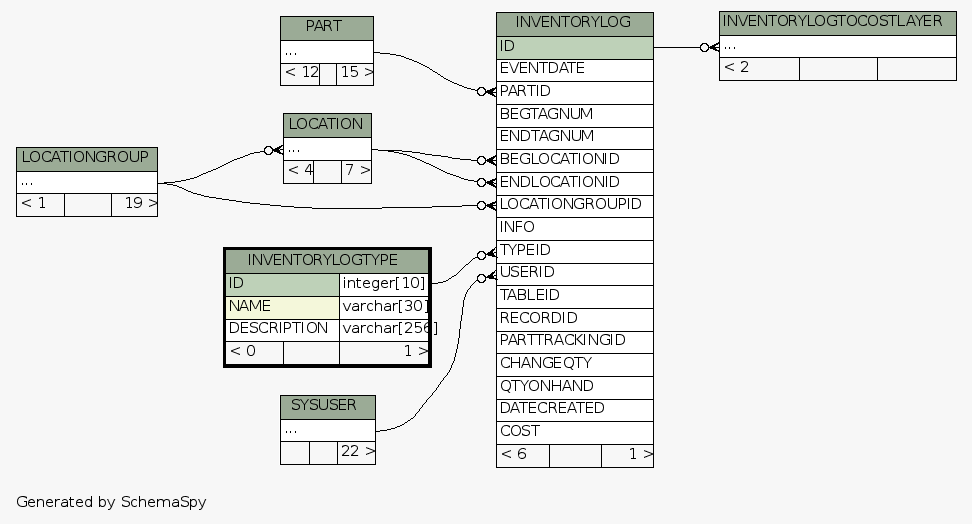 PART
...
< 12 15 >
LOCATION
...
< 4 7 >
LOCATIONGROUP
...
< 1 19 >
INVENTORYLOGTYPE
ID integer[10]
NAME varchar[30]
DESCRIPTION varchar[256]
< 0 1 >
SYSUSER
...
22 >
INVENTORYLOG
ID
EVENTDATE
PARTID
BEGTAGNUM
ENDTAGNUM
BEGLOCATIONID
ENDLOCATIONID
LOCATIONGROUPID
INFO
TYPEID
USERID
TABLEID
RECORDID
PARTTRACKINGID
CHANGEQTY
QTYONHAND
DATECREATED
COST
< 6 1 >
INVENTORYLOGTOCOSTLAYER
...
< 2
Generated by SchemaSpy